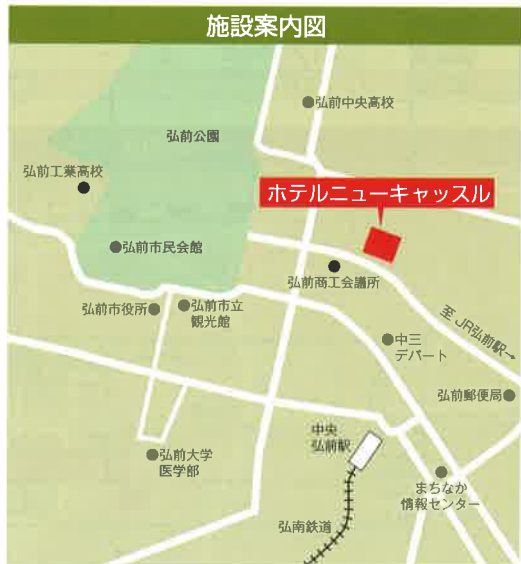 施設案内図
弘前中央高校
弘前公園
弘前工業高校
ホテルニューキャッスル
弘前市民会館
弘前商工会議所
弘前市役所
弘前市立
観光館
至 JR弘前駅→
中三
デパート
弘前郵便局
中央
弘前駅
弘前大学
医学部
まちなか
情報センター
弘南鉄道